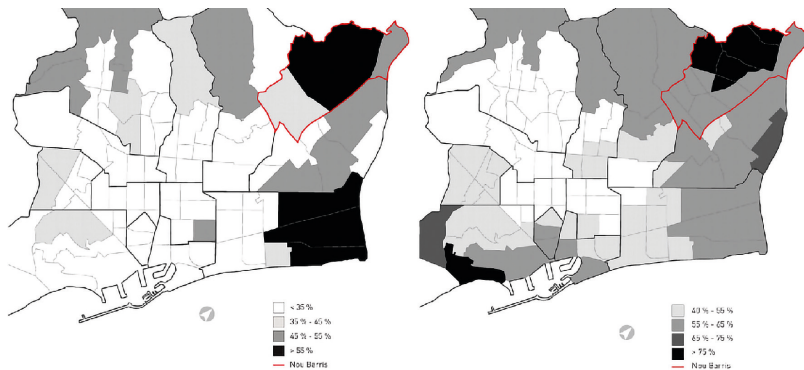 < 35 %
35 % - 45 %
45 % - 55 %
> 55 %
Nou Barris
40 % - 55 %
55 % - 65 %
65 % - 75 %
> 75 %
Nou Barris